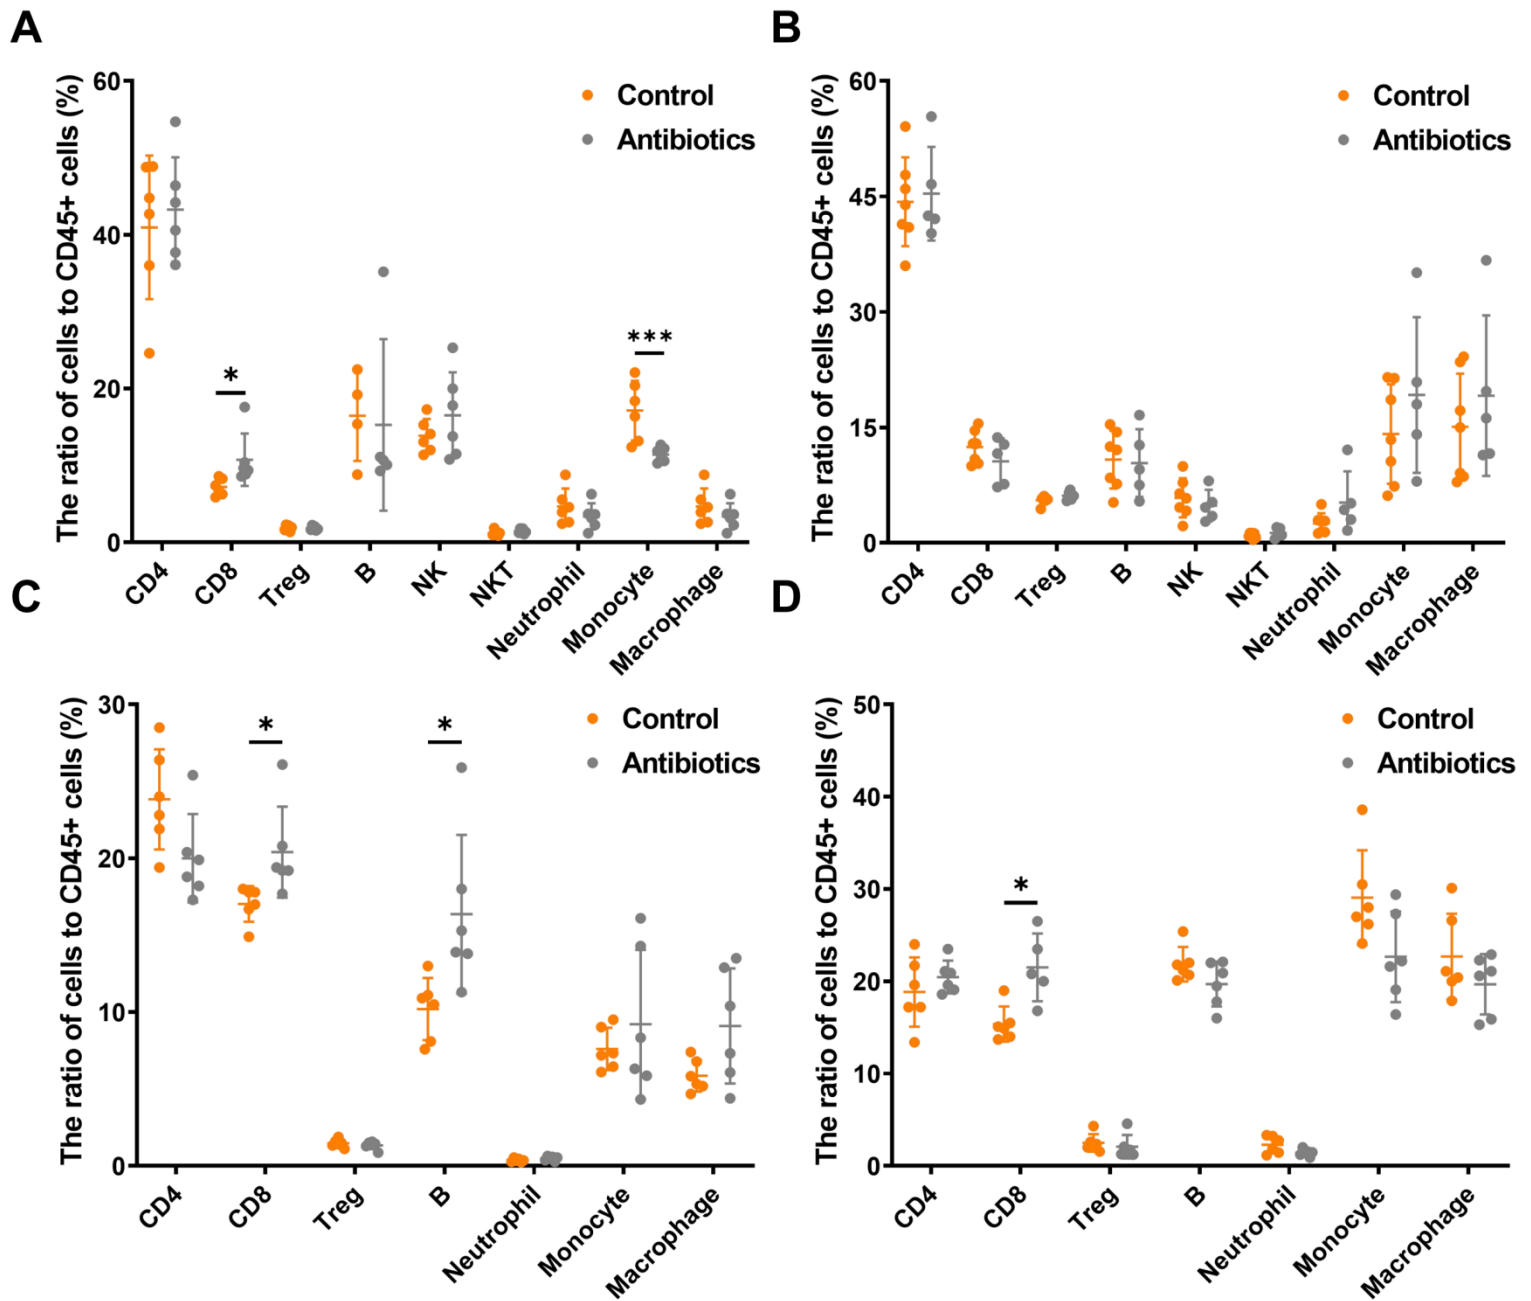 A
The ratio of cells to CD45+ cells (%)
60
40
20
0
Control
Antibiotics
*
***
CD4
CD8
Treg
B
NK
NKT
Neutrophil
Monocyte
Macrophage
B
The ratio of cells to CD45+ cells (%)
60
45
30
15
0
Control
Antibiotics
CD4
CD8
Treg
B
NK
NKT
Neutrophil
Monocyte
Macrophage
C
The ratio of cells to CD45+ cells (%)
30
20
10
0
Control
Antibiotics
*
*
CD4
CD8
Treg
B
Neutrophil
Monocyte
Macrophage
D
The ratio of cells to CD45+ cells (%)
50
40
30
20
10
0
Control
Antibiotics
*
CD4
CD8
Treg
B
Neutrophil
Monocyte
Macrophage